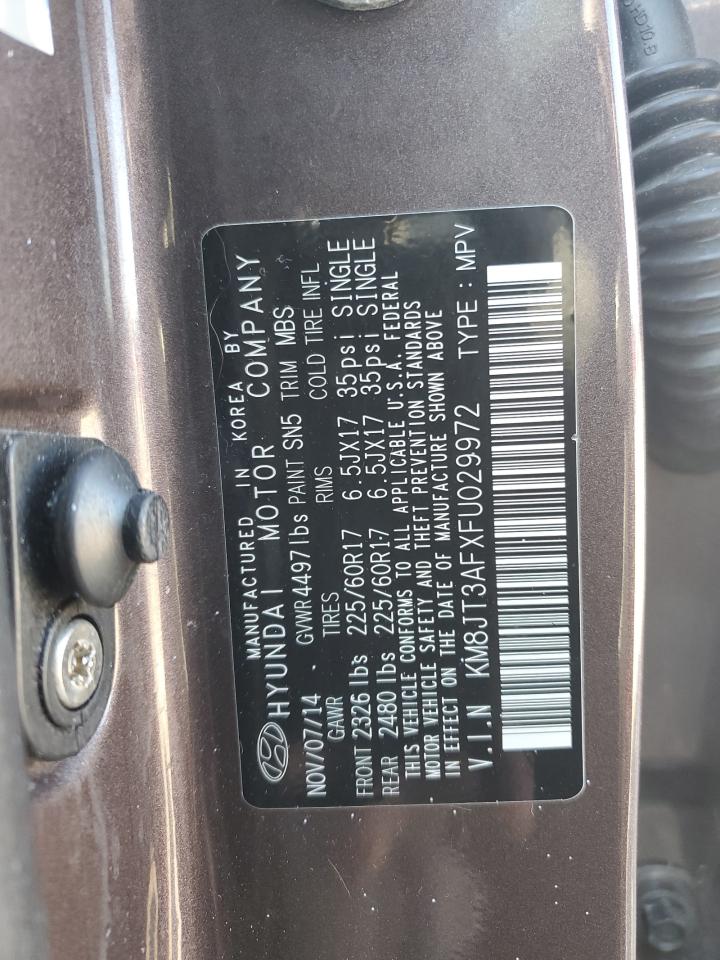 MANUFACTURED IN KOREA BY
HYUNDAI MOTOR COMPANY
NOV/07/14 GVWR 4497lbs PAINT SN5 TRIM MBS
GAWR TIRES RIMS COLD TIRE INFL
FRONT 2326 lbs 225/60R17 6.5JX17 35psi SINGLE
REAR 2480 lbs 225/60R17 6.5JX17 35psi SINGLE
THIS VEHICLE CONFORMS TO ALL APPLICABLE U.S.A. FEDERAL
MOTOR VEHICLE SAFETY AND THEFT PREVENTION STANDARDS
IN EFFECT ON THE DATE OF MANUFACTURE SHOWN ABOVE
V.I.N KM8JT3AFXFU029972 TYPE : MPV